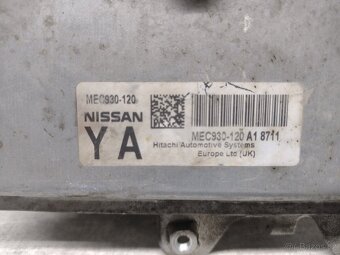 MEC930-120
NISSAN
YA
MEC930-120 A1 8711
Hitachi Automotive Systems
Europe Ltd (UK)